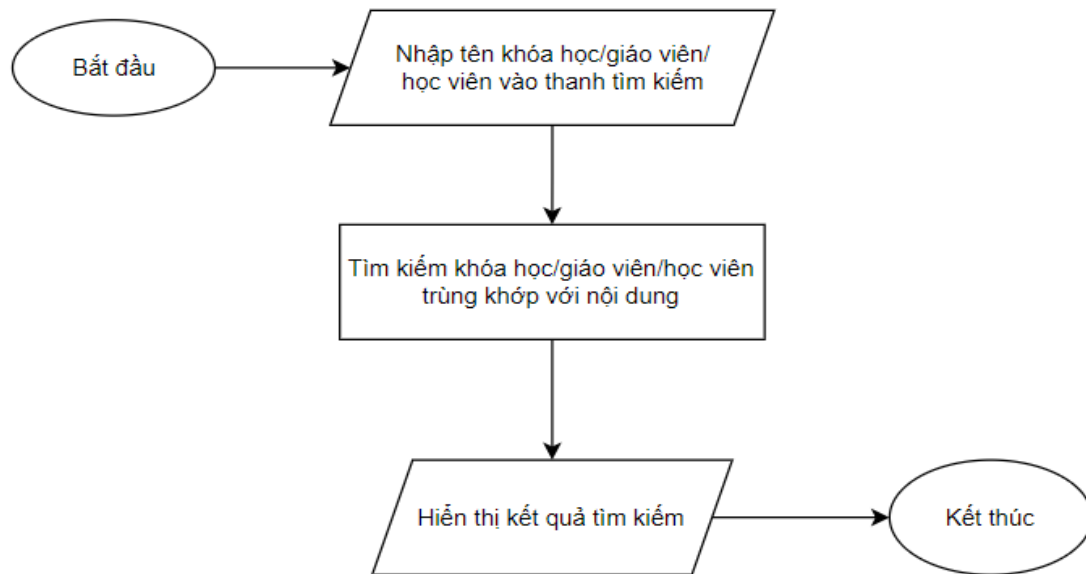 Bắt đầu
Nhập tên khóa học/giáo viên/
học viên vào thanh tìm kiếm
Tìm kiếm khóa học/giáo viên/học viên
trùng khớp với nội dung
Hiển thị kết quả tìm kiếm
Kết thúc